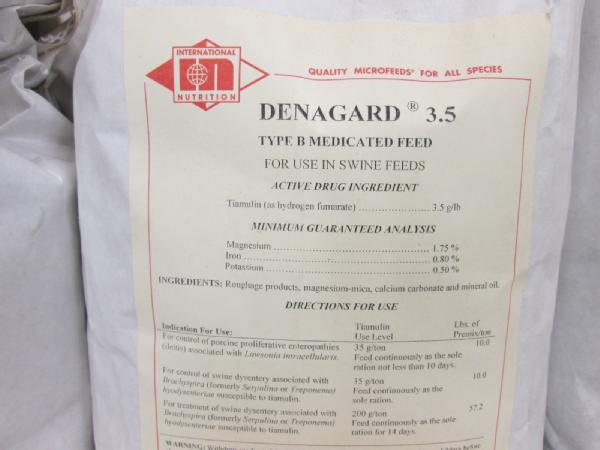 INTERNATIONAL
n
NUTRITION
QUALITY MICROFEEDS® FOR ALL SPECIES
DENAGARD ® 3.5
TYPE B MEDICATED FEED
FOR USE IN SWINE FEEDS
ACTIVE DRUG INGREDIENT
Tiamulin (as hydrogen fumarate) .................... 3.5 g/lb
MINIMUM GUARANTEED ANALYSIS
Magnesium ........................................ 1.75 %
Iron ........................................ 0.80 %
Potassium ........................................ 0.50 %
INGREDIENTS: Roughage products, magnesium-mica, calcium carbonate and mineral oil.
DIRECTIONS FOR USE
Indication For Use: Tiamulin Use Level Lbs. of Premix/ton
For control of porcine proliferative enteropathies 35 g/ton 10.0
(ileitis) associated with Lawsonia intracellularis. Feed continuously as the sole
ration not less than 10 days.
For control of swine dysentery associated with 35 g/ton 10.0
Brachyspira (formerly Serpulina or Treponema) Feed continuously as the
hyodysenteriae susceptible to tiamulin. sole ration.
For treatment of swine dysentery associated with 200 g/ton 57.2
Brachyspira (formerly Serpulina or Treponema) Feed continuously as the sole
hyodysenteriae susceptible to tiamulin. ration for 14 days.
WARNING: before